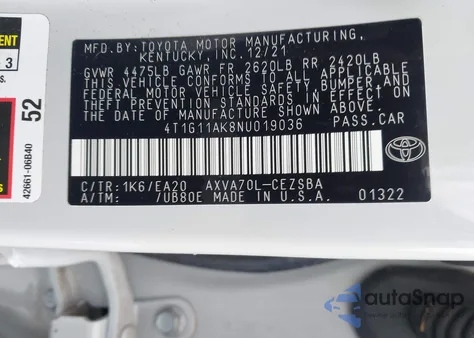 MFD.BY:TOYOTA MOTOR MANUFACTURING,
KENTUCKY, INC. 12/21
GVWR 4475LB GAWR FR 2620LB RR 2420LB
THIS VEHICLE CONFORMS TO ALL APPLICABLE
FEDERAL MOTOR VEHICLE SAFETY, BUMPER, AND
THEFT PREVENTION STANDARDS IN EFFECT ON
THE DATE OF MANUFACTURE SHOWN ABOVE.
4T1G11AK8NU019036 PASS.CAR
C/TR:1K6/EA20 AXVA70L-CEZSBA
A/TM: /UB80E MADE IN U.S.A. 01322
TOYOTA
3
s.
52
42661-06B40
autoSnap